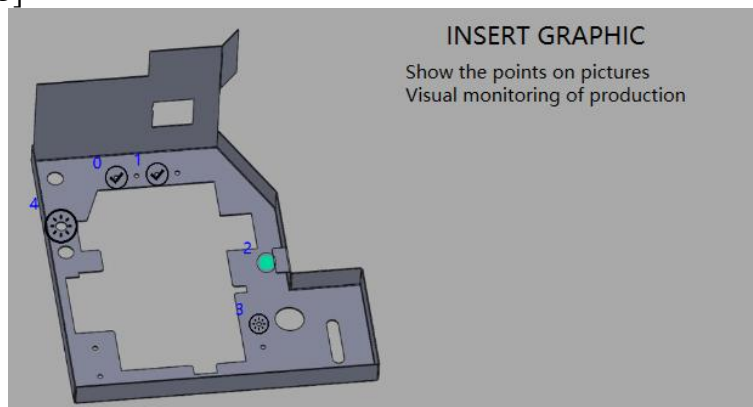 INSERT GRAPHIC
Show the points on pictures
Visual monitoring of production
0 1
4
2
3